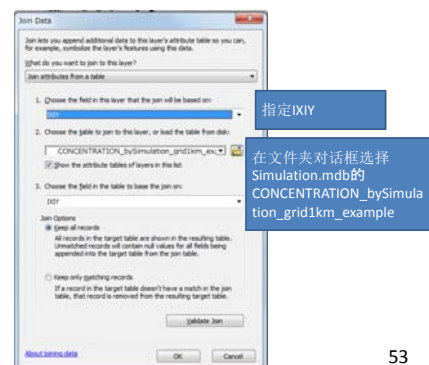 Join Data
Join lets you append additional data to this layer's attribute table so you can,
for example, symbolize the layer's features using this data.
What do you want to join to this layer?
Join attributes from a table
1. Choose the field in this layer that the join will be based on:
IXIY
指定IXIY
2. Choose the table to join to this layer, or load the table from disk:
CONCENTRATION_bySimulation_grid1km_ex
Show the attribute tables of layers in this list
在文件夹对话框选择
Simulation.mdb的
CONCENTRATION_bySimula
tion_grid1km_example
3. Choose the field in the table to base the join on:
IXIY
Join Options
Keep all records
All records in the target table are shown in the resulting table.
Unmatched records will contain null values for all fields being
appended into the target table from the join table.
Keep only matching records
If a record in the target table doesn't have a match in the join
table, that record is removed from the resulting target table.
Validate Join
About joining data
OK
Cancel
53